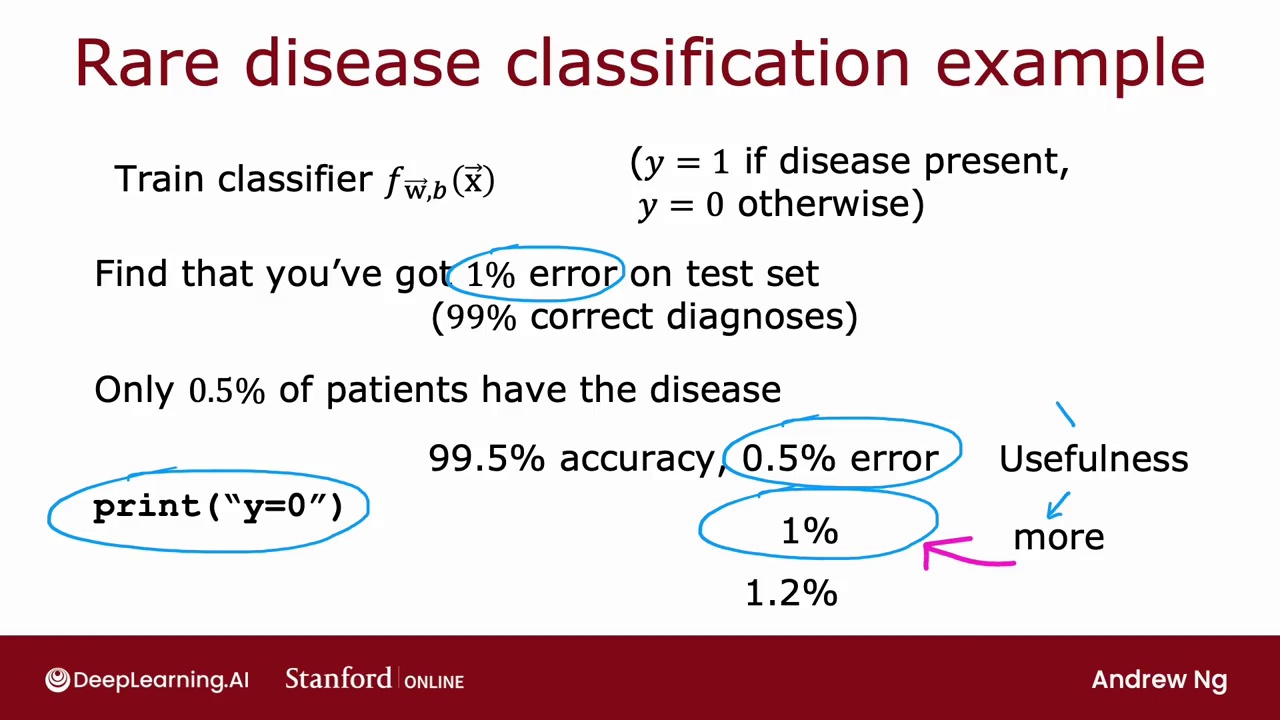 Rare disease classification example
Train classifier f_{\vec{w},b}(\vec{x})
(y = 1 if disease present,
y = 0 otherwise)
Find that you’ve got 1% error on test set
(99% correct diagnoses)
Only 0.5% of patients have the disease
99.5% accuracy, 0.5% error Usefulness
print(“y=0”)
1% more
1.2%
DeepLearning.AI Stanford ONLINE Andrew Ng